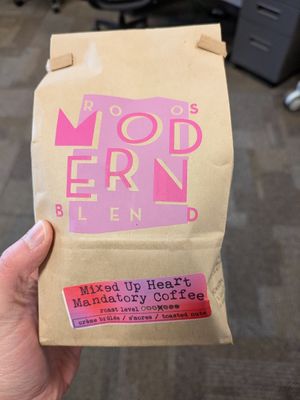 ROOS
MODERN
BLEND
Mixed Up Heart
Mandatory Coffee
roast level
crème brûlée / s'mores / toasted nuts